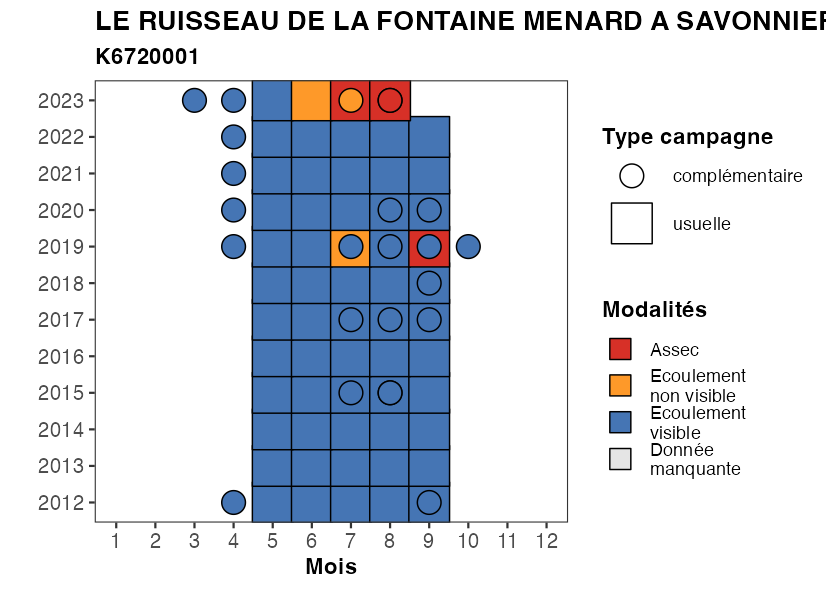 LE RUISSEAU DE LA FONTAINE MENARD A SAVONNIER
K6720001
2023
2022
2021
2020
2019
2018
2017
2016
2015
2014
2013
2012
1 2 3 4 5 6 7 8 9 10 11 12
Mois
Type campagne
complémentaire
usuelle
Modalités
Assec
Ecoulement
non visible
Ecoulement
visible
Donnée
manquante